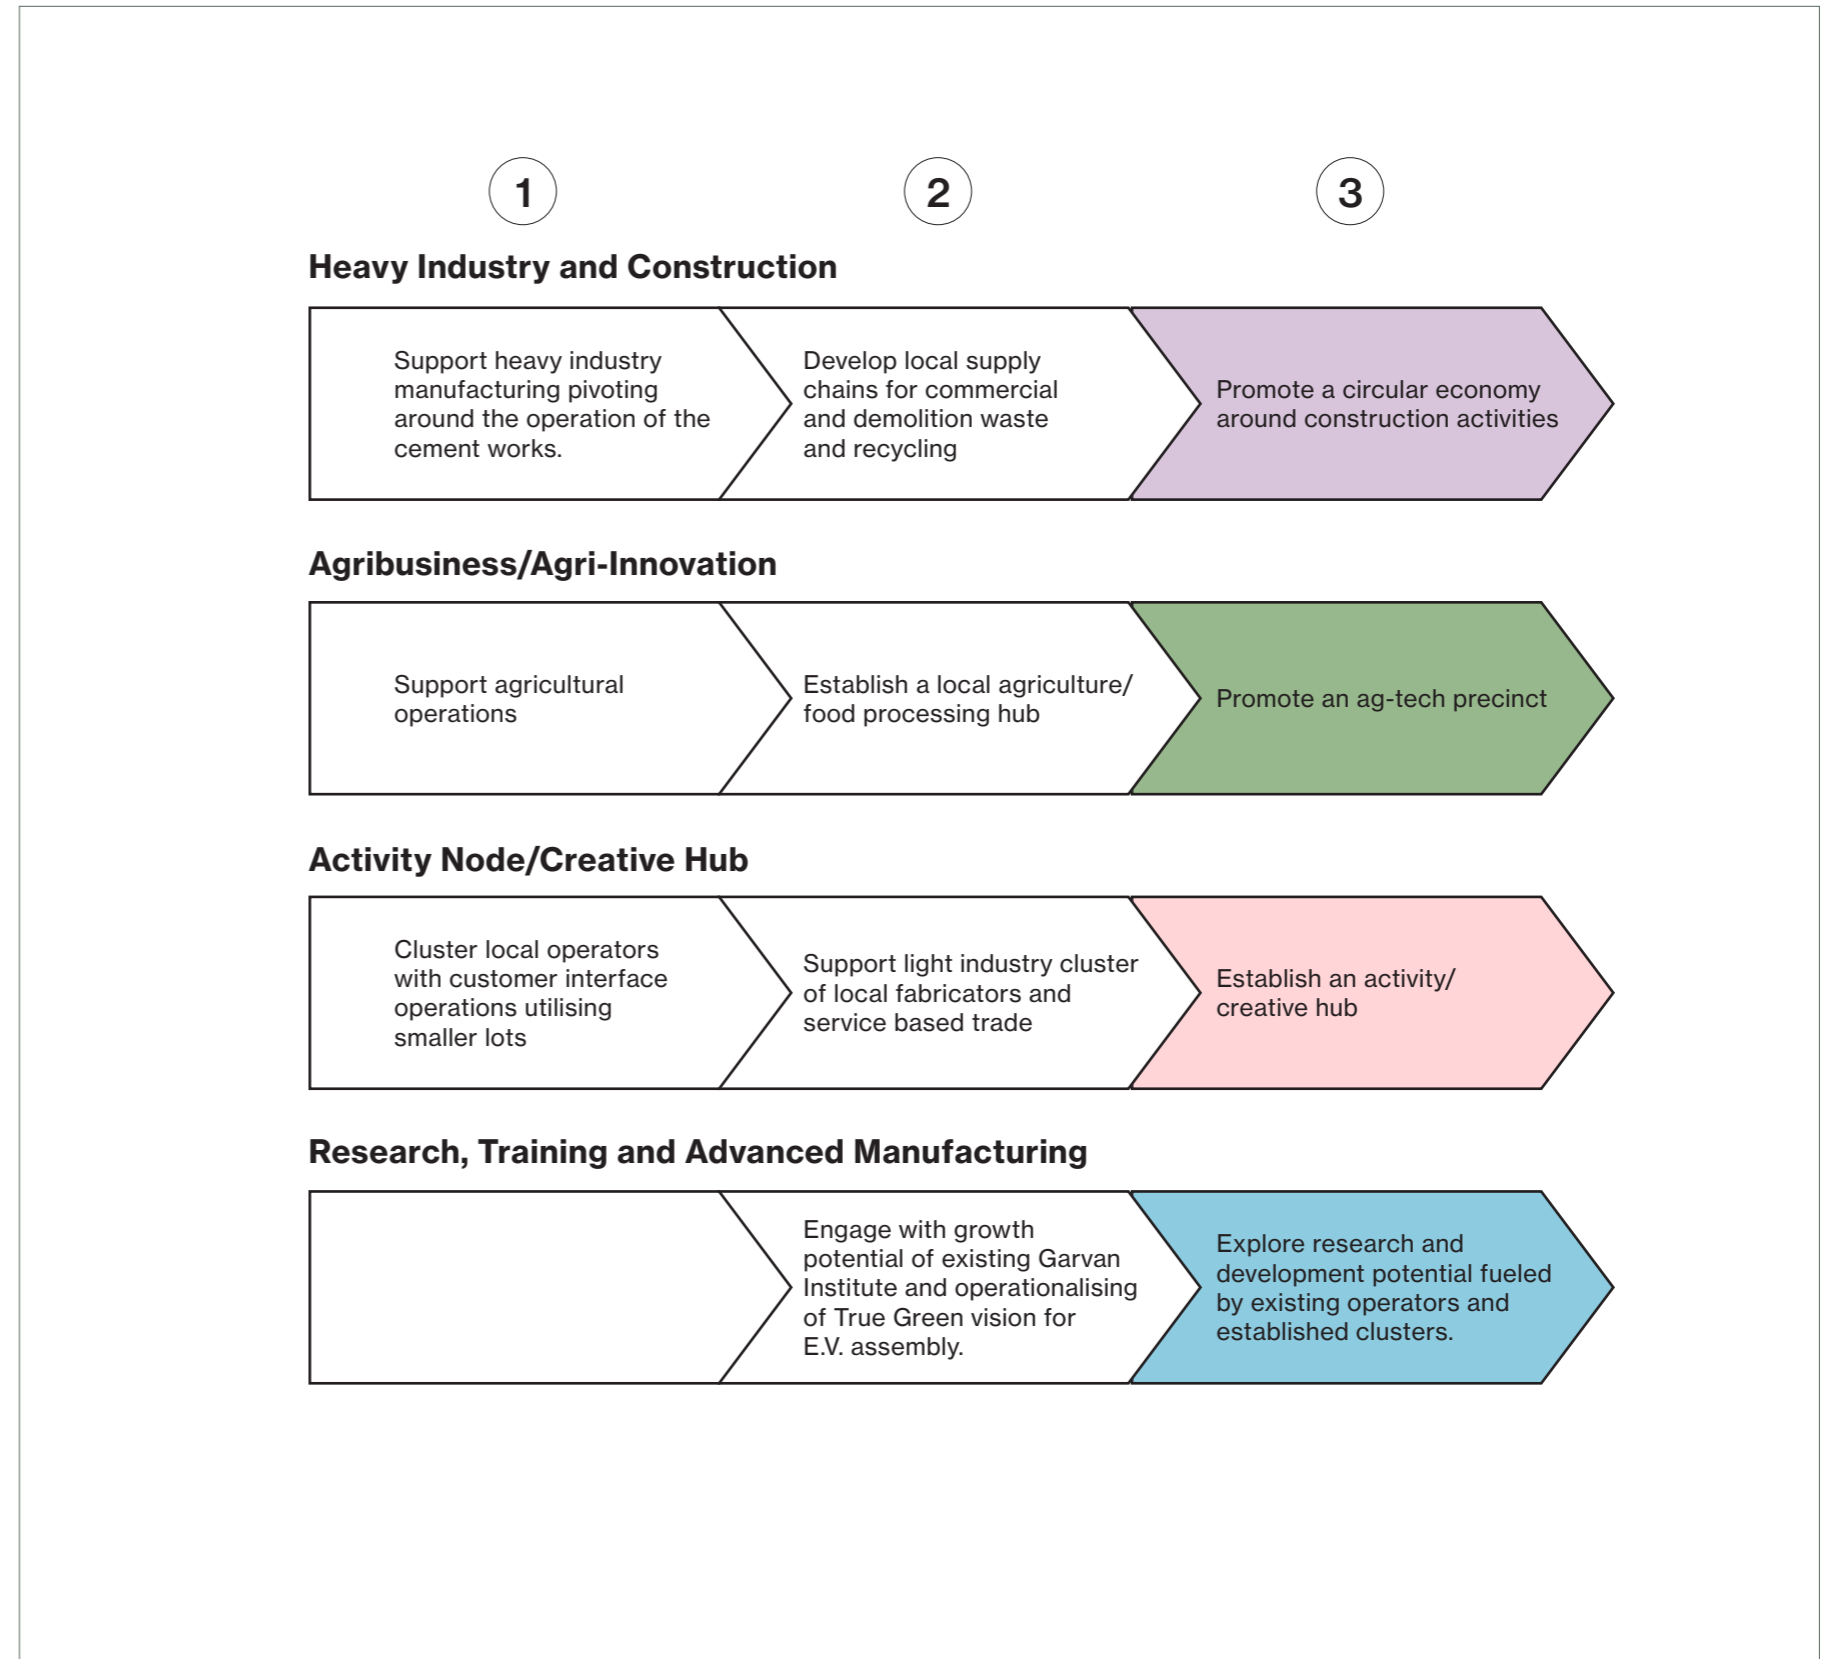 1
2
3
Heavy Industry and Construction
Support heavy industry
manufacturing pivoting
around the operation of the
cement works.
Develop local supply
chains for commercial
and demolition waste
and recycling
Promote a circular economy
around construction activities
Agribusiness/Agri-Innovation
Support agricultural
operations
Establish a local agriculture/
food processing hub
Promote an ag-tech precinct
Activity Node/Creative Hub
Cluster local operators
with customer interface
operations utilising
smaller lots
Support light industry cluster
of local fabricators and
service based trade
Establish an activity/
creative hub
Research, Training and Advanced Manufacturing
Engage with growth
potential of existing Garvan
Institute and operationalising
of True Green vision for
E.V. assembly.
Explore research and
development potential fueled
by existing operators and
established clusters.